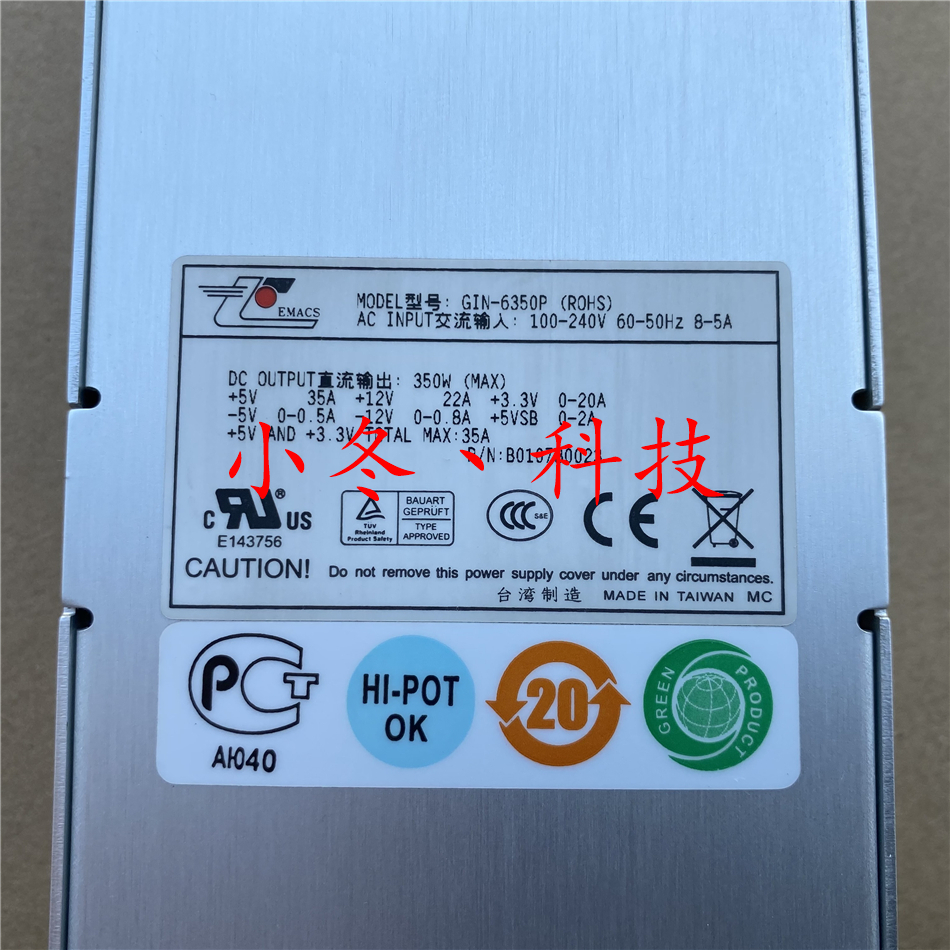 EMACS
MODEL型号: GIN-6350P (ROHS)
AC INPUT交流输入: 100-240V 60-50Hz 8-5A
DC OUTPUT直流输出: 350W (MAX)
+5V 35A +12V 22A +3.3V 0-20A
-5V 0-0.5A -12V 0-0.8A +5VSB 0-2A
+5V AND +3.3V TOTAL MAX:35A
小冬、科技
P/N:
c RU ® US
E143756
TÜV
Rheinland
Product Safety
BAUART
GEPRÜFT
TYPE
APPROVED
CCC S&E
CE
CAUTION! Do not remove this power supply cover under any circumstances.
台湾制造 MADE IN TAIWAN MC
PCT
АЮ40
HI-POT
OK
20
GREEN PRODUCT